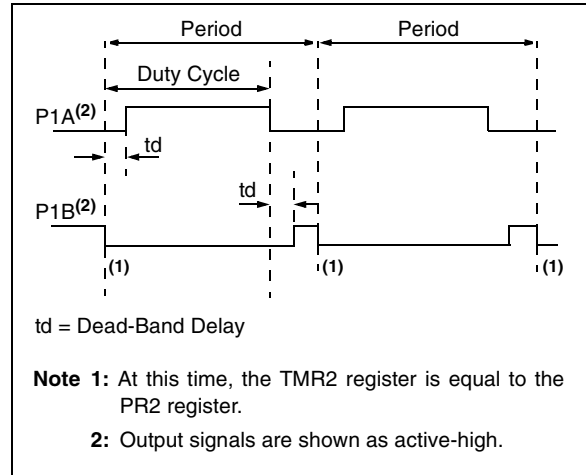 Period Period
Duty Cycle
P1A(2)
td
td
P1B(2)
(1) (1) (1)
td = Dead-Band Delay
Note 1: At this time, the TMR2 register is equal to the
PR2 register.
2: Output signals are shown as active-high.